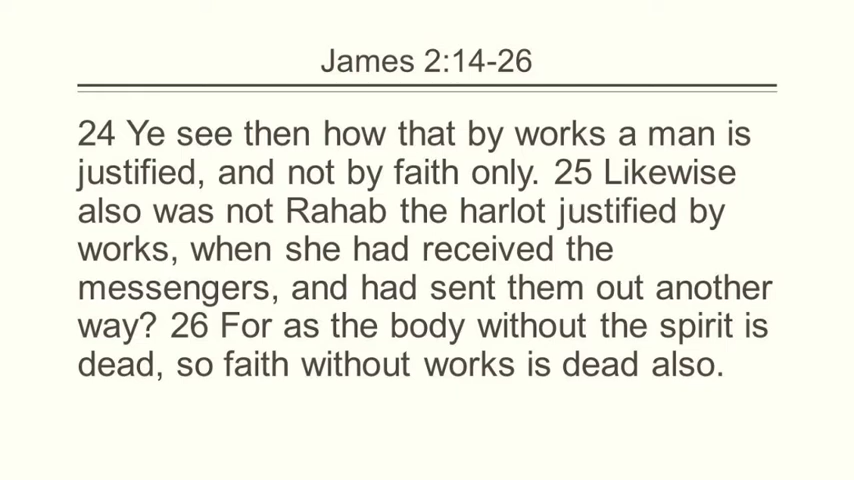 James 2:14-26
24 Ye see then how that by works a man is
justified, and not by faith only. 25 Likewise
also was not Rahab the harlot justified by
works, when she had received the
messengers, and had sent them out another
way? 26 For as the body without the spirit is
dead, so faith without works is dead also.